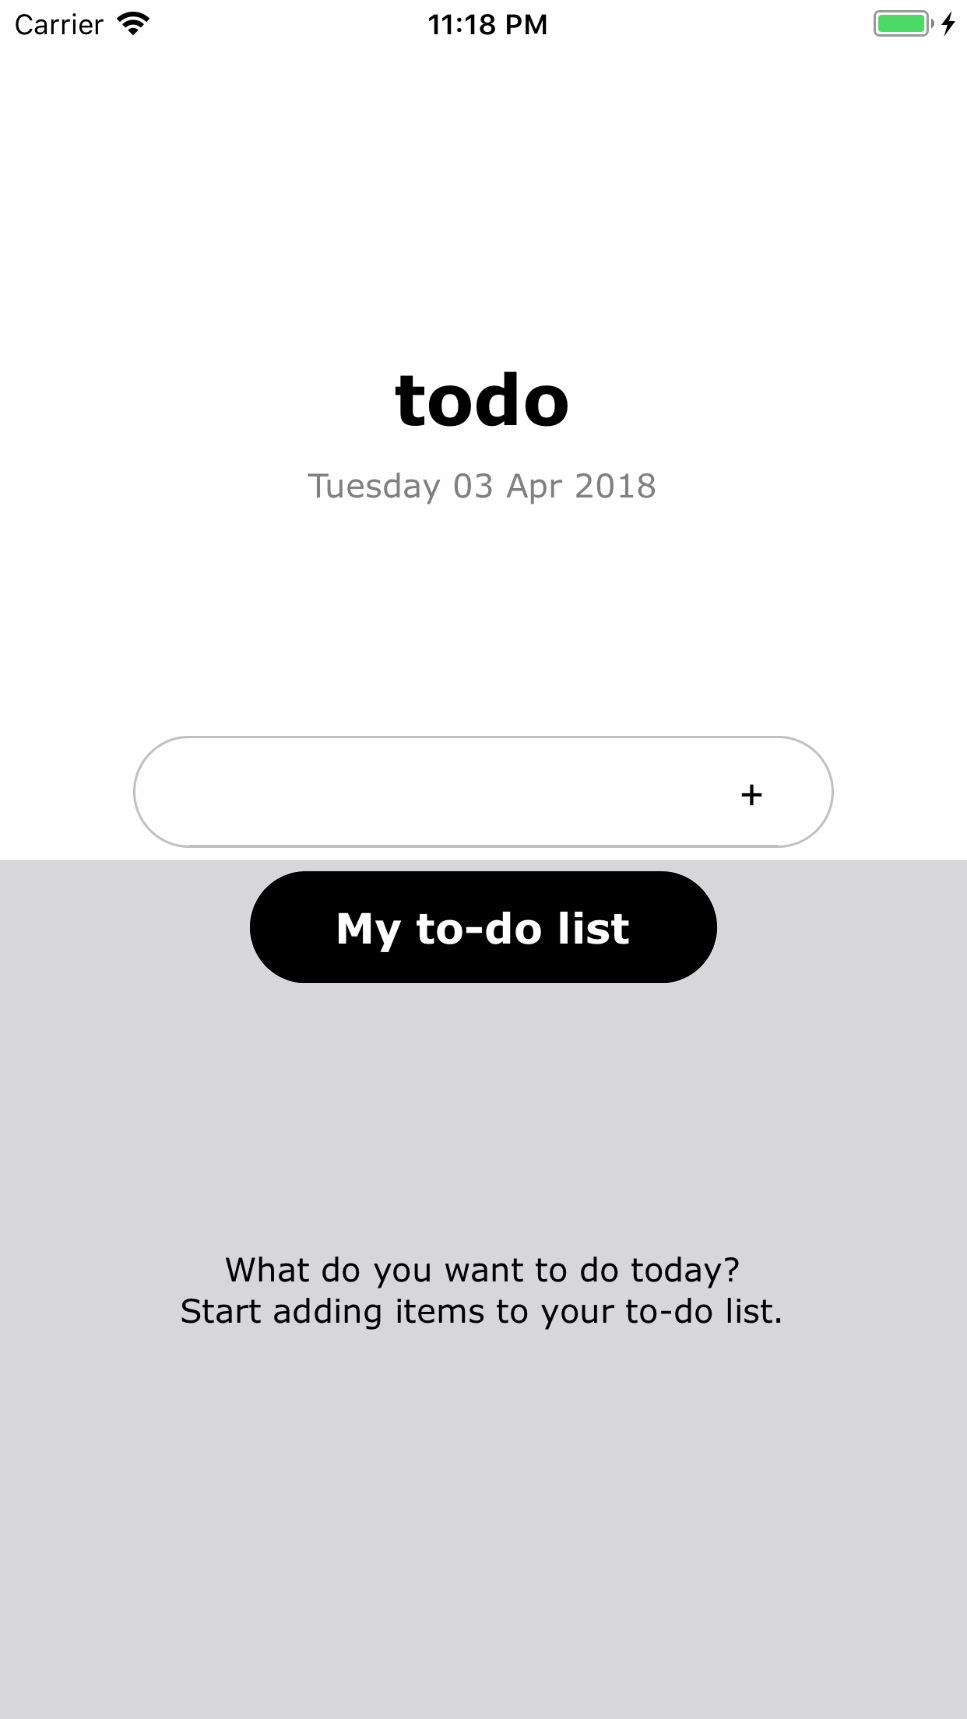 Carrier 11:18 PM
todo
Tuesday 03 Apr 2018
+
My to-do list
What do you want to do today?
Start adding items to your to-do list.